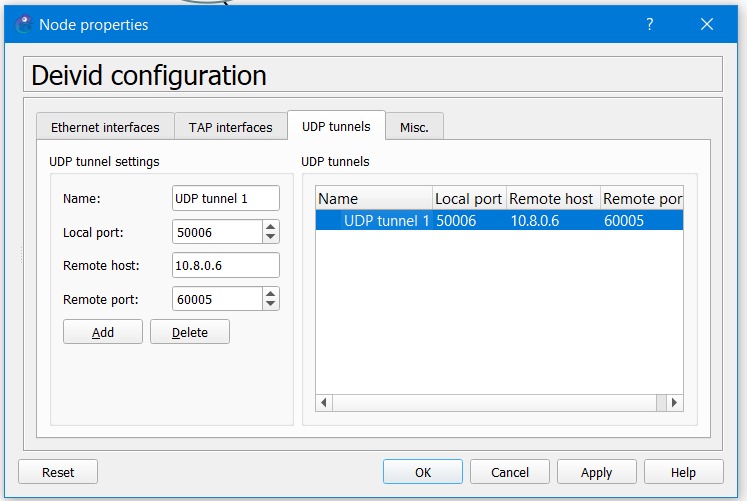 Node properties
?
Deivid configuration
Ethernet interfaces TAP interfaces UDP tunnels Misc.
UDP tunnel settings
Name: UDP tunnel 1
Local port: 50006
Remote host: 10.8.0.6
Remote port: 60005
Add Delete
UDP tunnels
Name Local port Remote host Remote por
UDP tunnel 1 50006 10.8.0.6 60005
Reset OK Cancel Apply Help